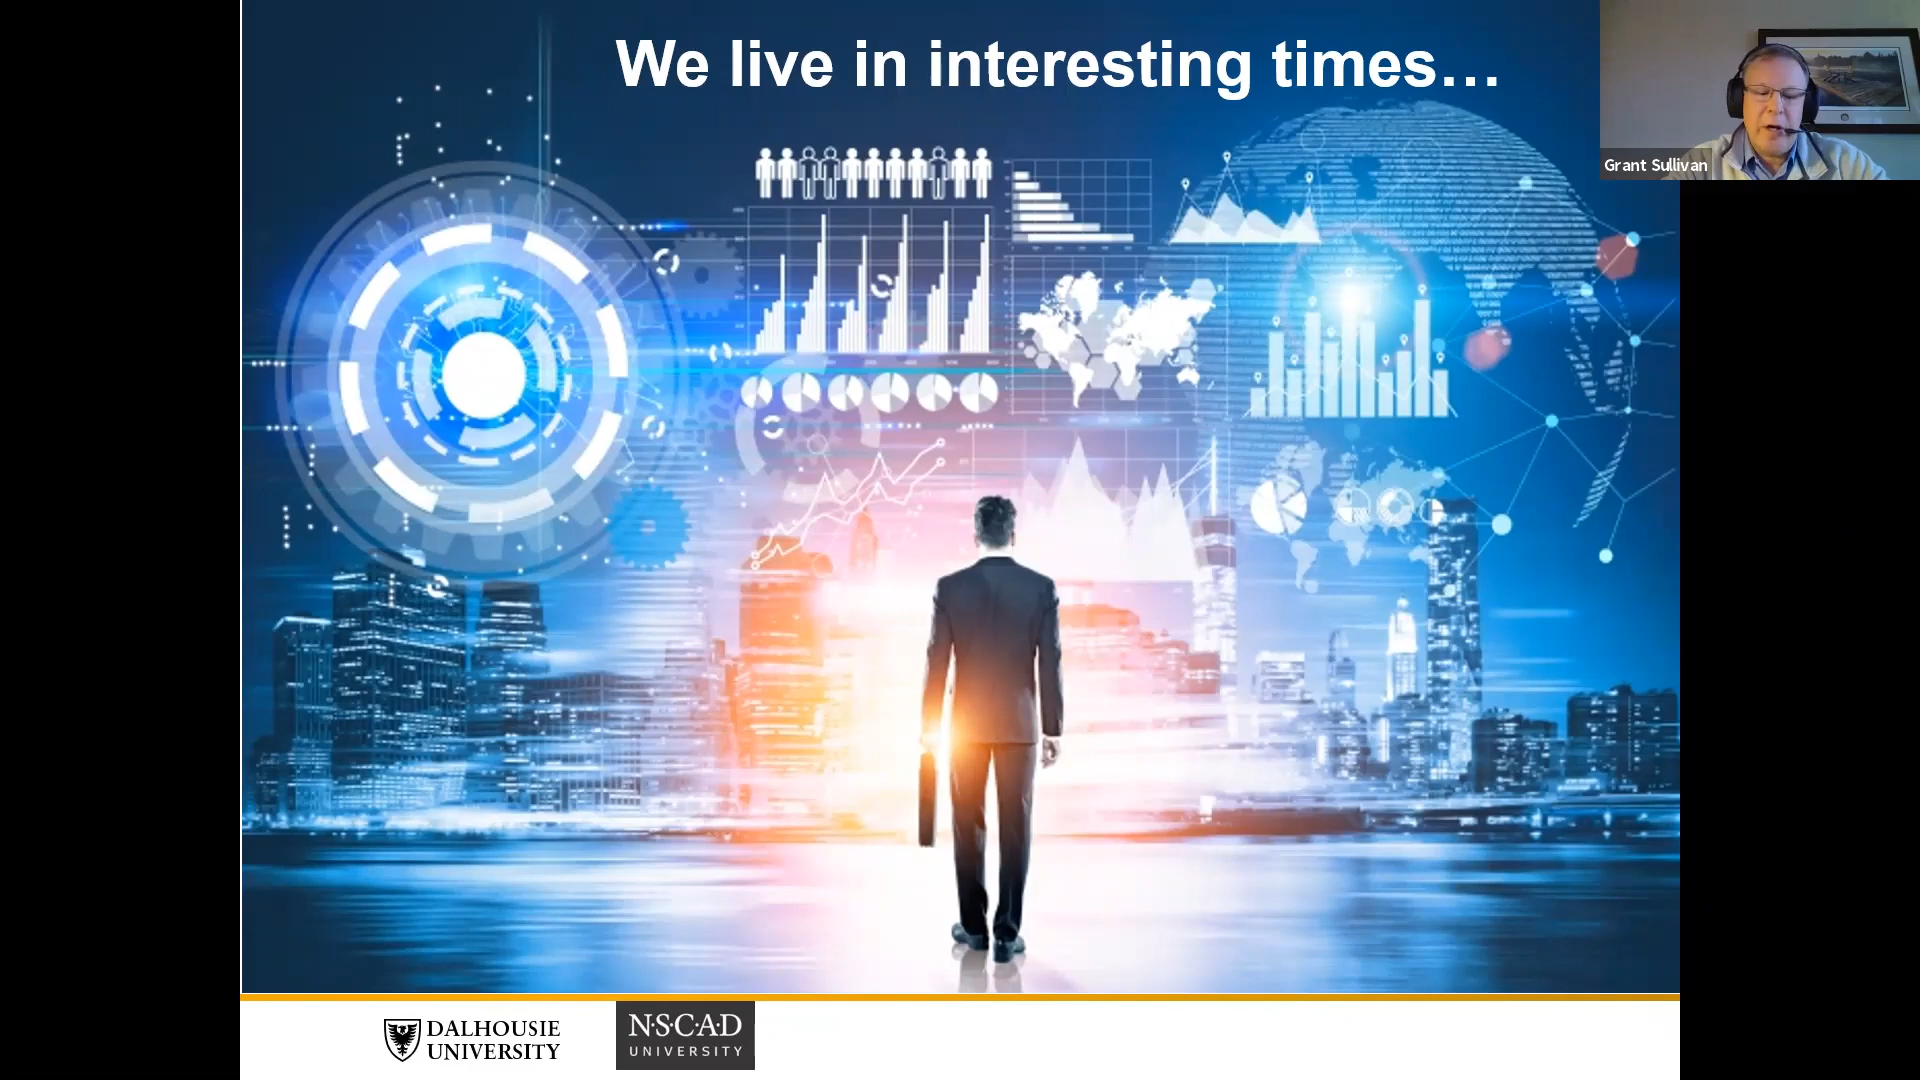 We live in interesting times…
Grant Sullivan
DALHOUSIE
UNIVERSITY
N·S·C·A·D
UNIVERSITY